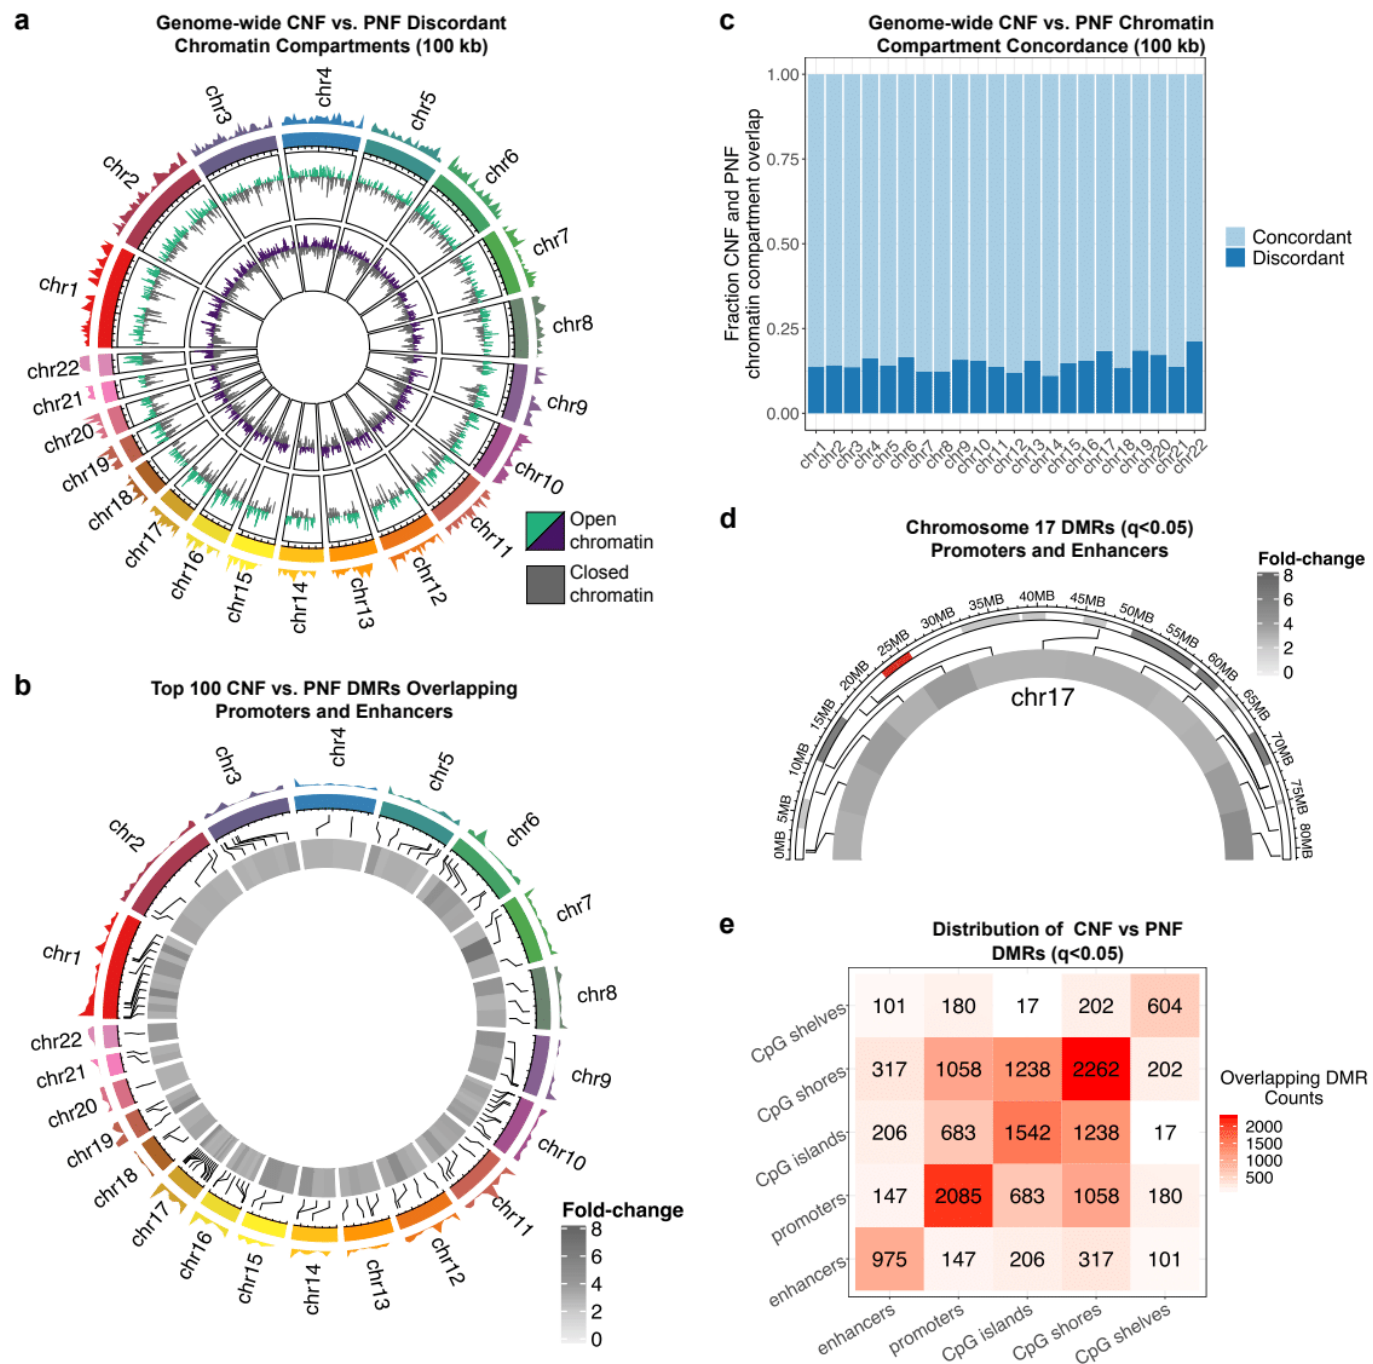 a
Genome-wide CNF vs. PNF Discordant
Chromatin Compartments (100 kb)
chr1
chr2
chr3
chr4
chr5
chr6
chr7
chr8
chr9
chr10
chr11
chr12
chr13
chr14
chr15
chr16
chr17
chr18
chr19
chr20
chr21
chr22
Open
chromatin
Closed
chromatin
b
Top 100 CNF vs. PNF DMRs Overlapping
Promoters and Enhancers
chr1
chr2
chr3
chr4
chr5
chr6
chr7
chr8
chr9
chr10
chr11
chr12
chr13
chr14
chr15
chr16
chr17
chr18
chr19
chr20
chr21
chr22
Fold-change
8
6
4
2
0
c
Genome-wide CNF vs. PNF Chromatin
Compartment Concordance (100 kb)
Fraction CNF and PNF
chromatin compartment overlap
1.00
0.75
0.50
0.25
0.00
chr1
chr2
chr3
chr4
chr5
chr6
chr7
chr8
chr9
chr10
chr11
chr12
chr13
chr14
chr15
chr16
chr17
chr18
chr19
chr20
chr21
chr22
Concordant
Discordant
d
Chromosome 17 DMRs (q<0.05)
Promoters and Enhancers
Fold-change
8
6
4
2
0
0MB
5MB
10MB
15MB
20MB
25MB
30MB
35MB
40MB
45MB
50MB
55MB
60MB
65MB
70MB
75MB
80MB
chr17
e
Distribution of CNF vs PNF
DMRs (q<0.05)
CpG shelves 101 180 17 202 604
CpG shores 317 1058 1238 2262 202
CpG islands 206 683 1542 1238 17
promoters 147 2085 683 1058 180
enhancers 975 147 206 317 101
enhancers
promoters
CpG islands
CpG shores
CpG shelves
Overlapping DMR
Counts
2000
1500
1000
500